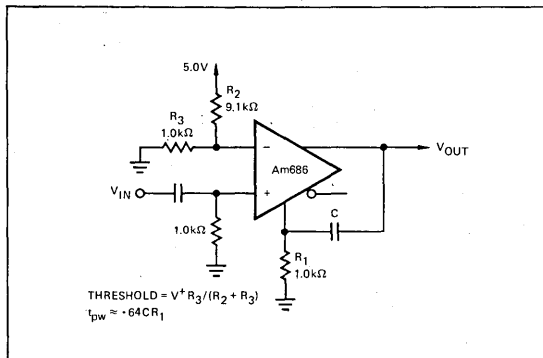 5.0V
R2
9.1kΩ
R3
1.0kΩ
−
Am686
VOUT
VIN
+
C
1.0kΩ
R1
1.0kΩ
THRESHOLD = V+ R3/(R2 + R3)
tpw ≈ ·64CR1